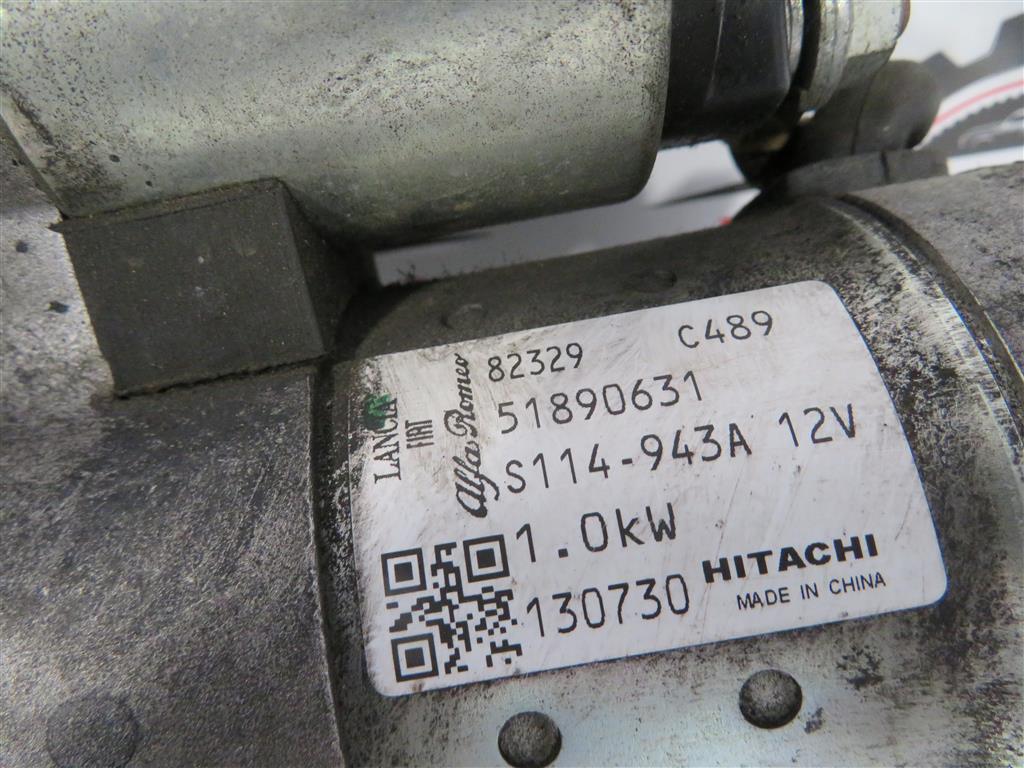 82329 C489
51890631
S114-943A 12V
1.0kW
130730 HITACHI
MADE IN CHINA
LANCIA
FIAT
Alfa Romeo